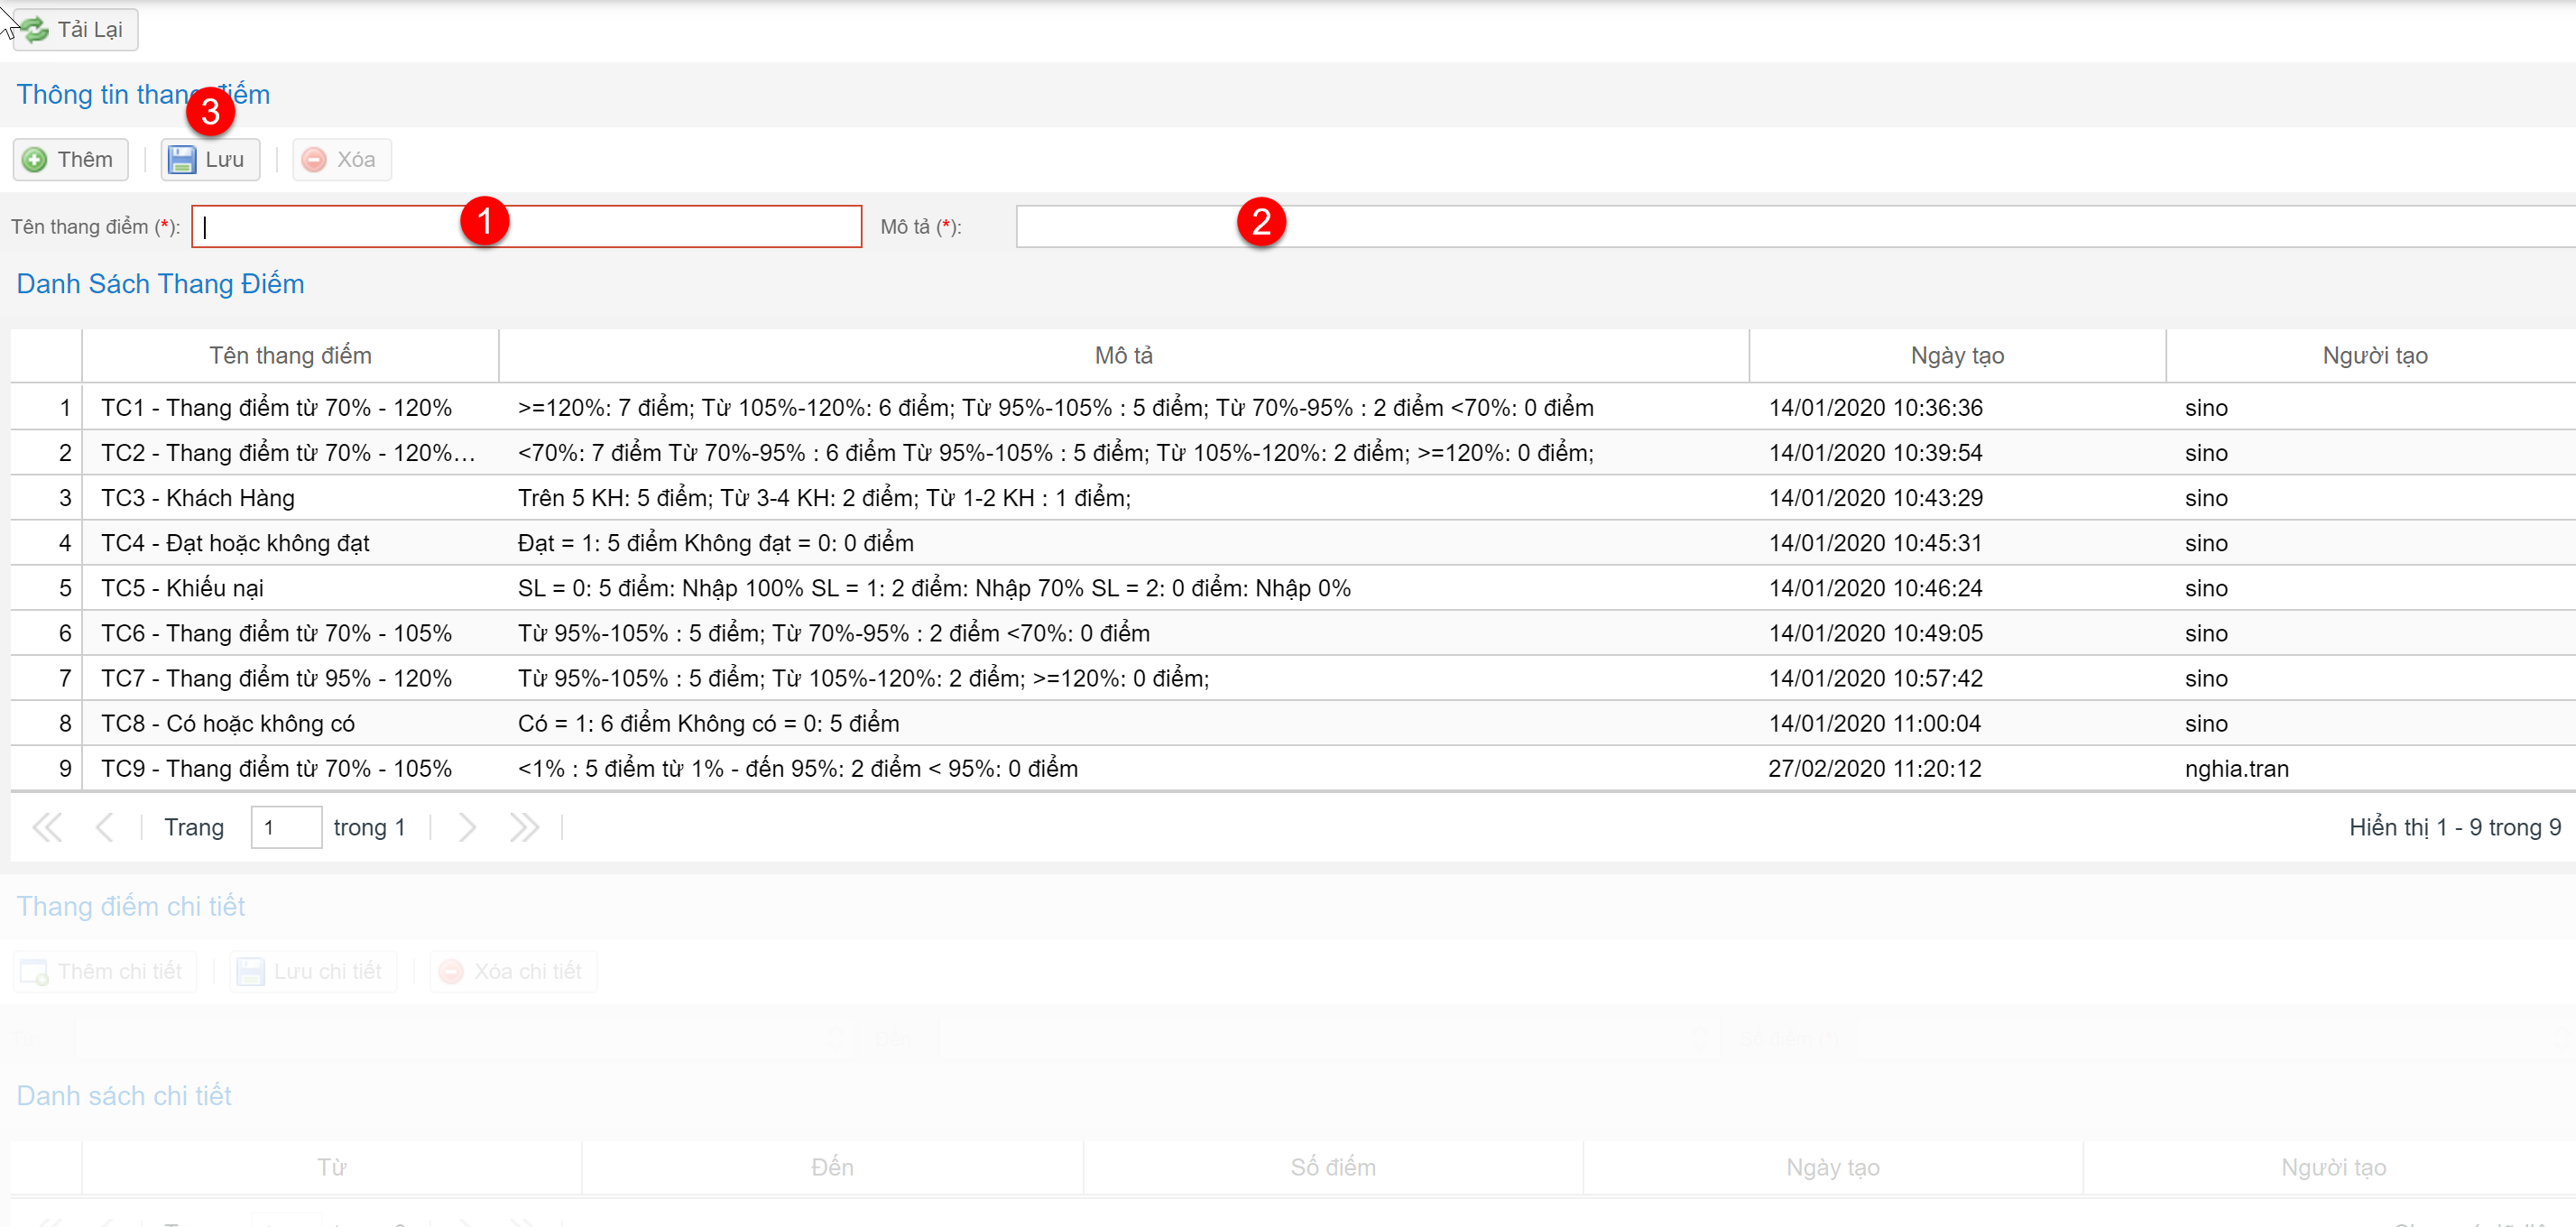 Tải Lại
Thông tin thang điểm
3
Thêm Lưu Xóa
Tên thang điểm (*): 1 Mô tả (*): 2
Danh Sách Thang Điểm
Tên thang điểm Mô tả Ngày tạo Người tạo
1 TC1 - Thang điểm từ 70% - 120% >=120%: 7 điểm; Từ 105%-120%: 6 điểm; Từ 95%-105% : 5 điểm; Từ 70%-95% : 2 điểm <70%: 0 điểm 14/01/2020 10:36:36 sino
2 TC2 - Thang điểm từ 70% - 120%... <70%: 7 điểm Từ 70%-95% : 6 điểm Từ 95%-105% : 5 điểm; Từ 105%-120%: 2 điểm; >=120%: 0 điểm; 14/01/2020 10:39:54 sino
3 TC3 - Khách Hàng Trên 5 KH: 5 điểm; Từ 3-4 KH: 2 điểm; Từ 1-2 KH : 1 điểm; 14/01/2020 10:43:29 sino
4 TC4 - Đạt hoặc không đạt Đạt = 1: 5 điểm Không đạt = 0: 0 điểm 14/01/2020 10:45:31 sino
5 TC5 - Khiếu nại SL = 0: 5 điểm: Nhập 100% SL = 1: 2 điểm: Nhập 70% SL = 2: 0 điểm: Nhập 0% 14/01/2020 10:46:24 sino
6 TC6 - Thang điểm từ 70% - 105% Từ 95%-105% : 5 điểm; Từ 70%-95% : 2 điểm <70%: 0 điểm 14/01/2020 10:49:05 sino
7 TC7 - Thang điểm từ 95% - 120% Từ 95%-105% : 5 điểm; Từ 105%-120%: 2 điểm; >=120%: 0 điểm; 14/01/2020 10:57:42 sino
8 TC8 - Có hoặc không có Có = 1: 6 điểm Không có = 0: 5 điểm 14/01/2020 11:00:04 sino
9 TC9 - Thang điểm từ 70% - 105% <1% : 5 điểm từ 1% - đến 95%: 2 điểm < 95%: 0 điểm 27/02/2020 11:20:12 nghia.tran
Trang 1 trong 1 Hiển thị 1 - 9 trong 9
Thang điểm chi tiết
Thêm chi tiết Lưu chi tiết Xóa chi tiết
Danh sách chi tiết
Từ Đến Số điểm Ngày tạo Người tạo